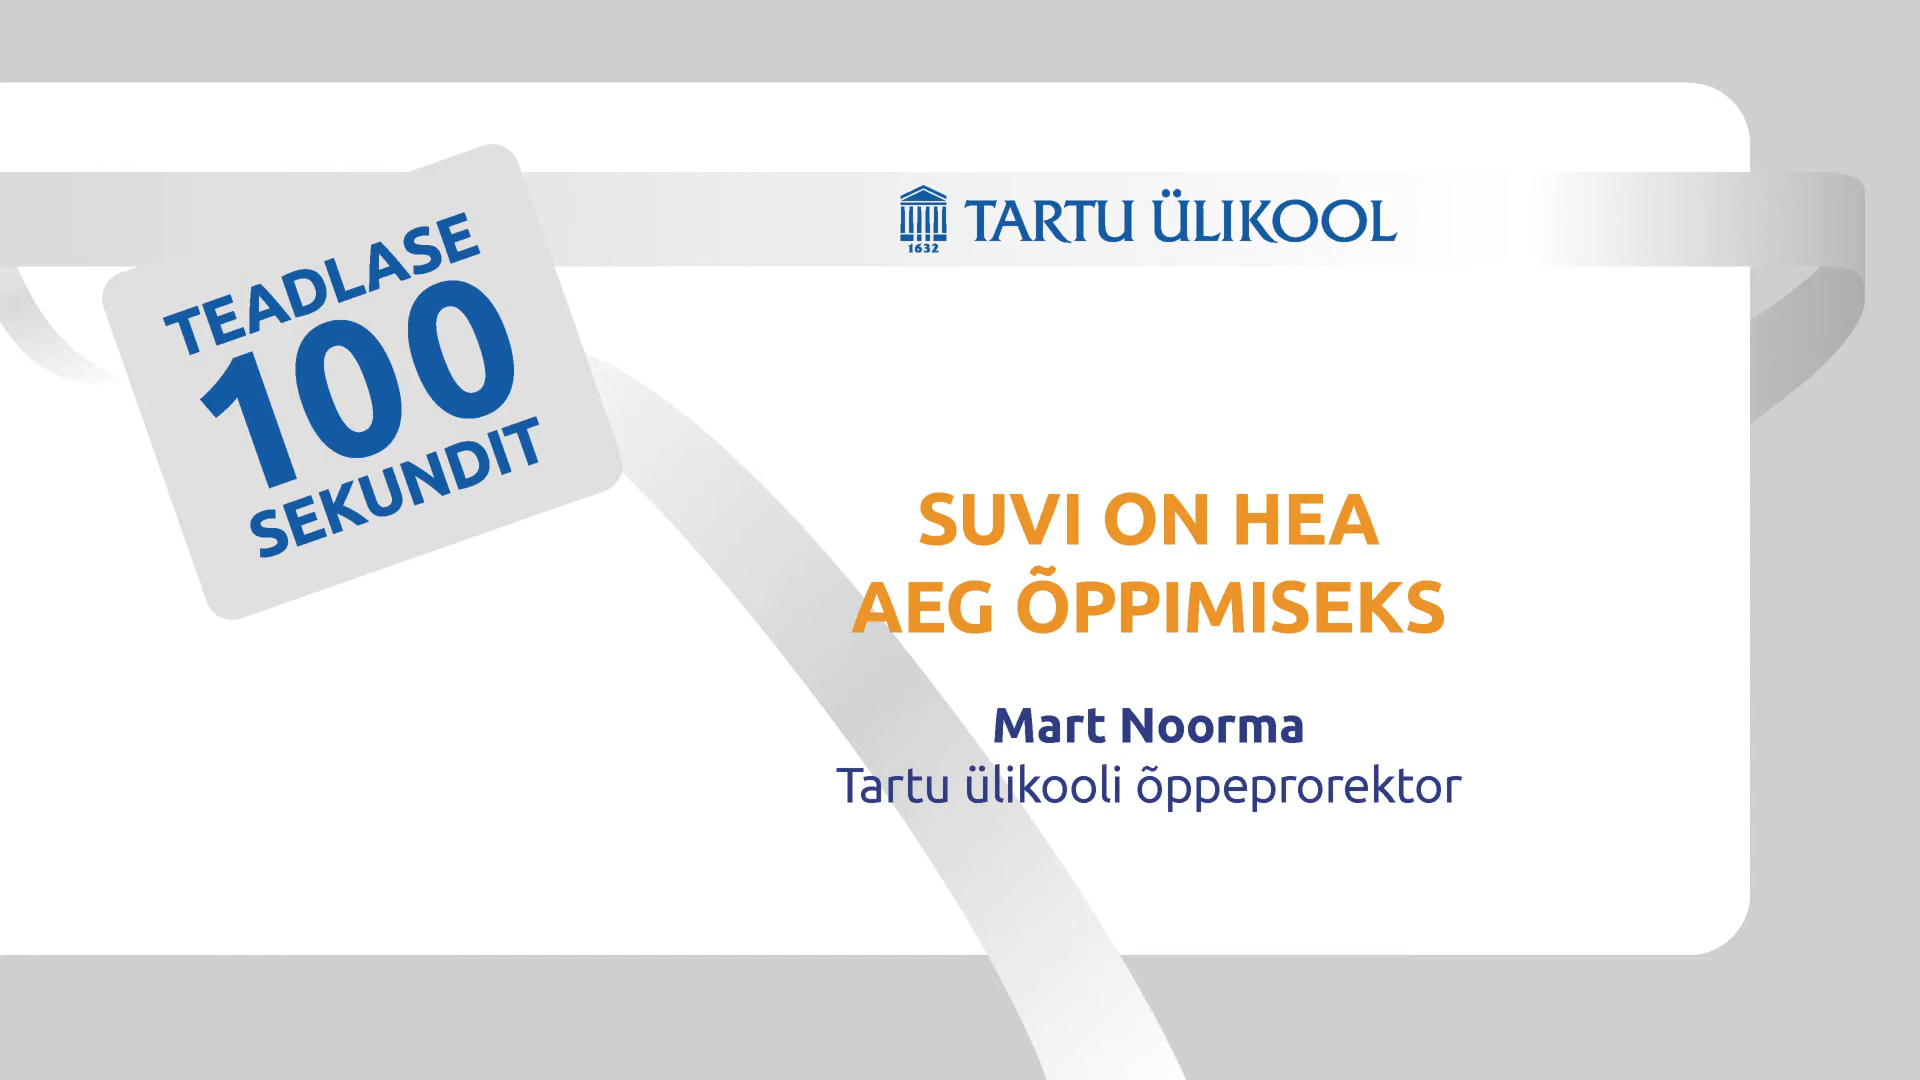 TEADLASE
100
SEKUNDIT
1632
TARTU ÜLIKOOL
SUVI ON HEA
AEG ÕPPIMISEKS
Mart Noorma
Tartu ülikooli õppeprorektor